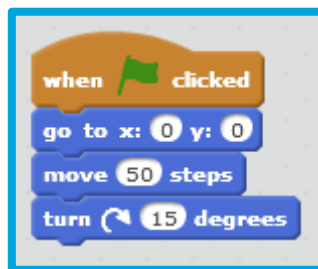 when clicked
go to x: 0 y: 0
move 50 steps
turn 15 degrees